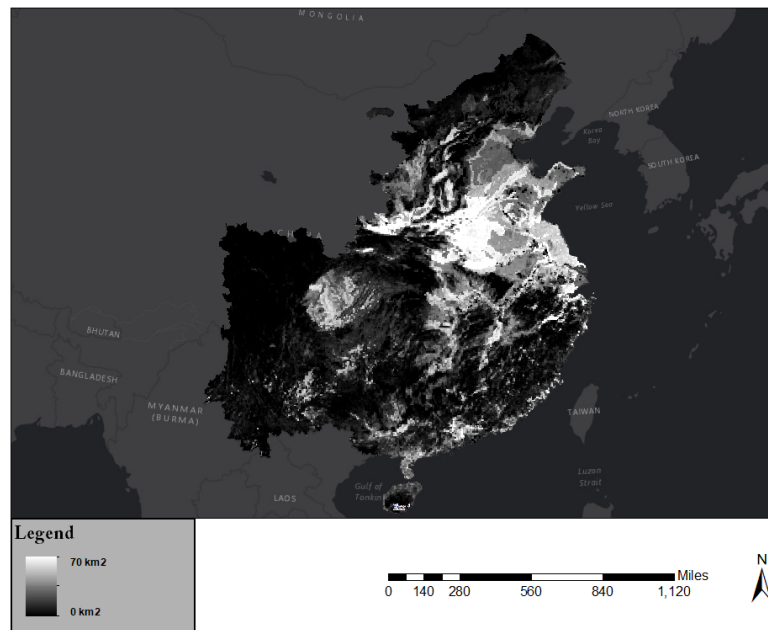 MONGOLIA
NORTH KOREA
Korea
Bay
SOUTH KOREA
Yellow Sea
CHINA
BHUTAN
BANGLADESH
MYANMAR
(BURMA)
TAIWAN
Luzon
Strait
Gulf of
Tonkin
LAOS
Legend
70 km2
0 km2
Miles
0 140 280 560 840 1,120
N